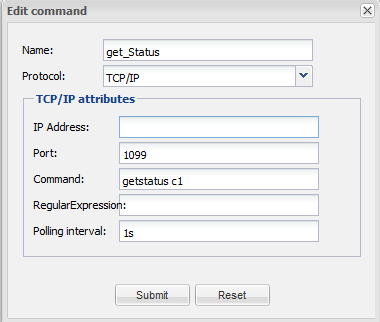 Edit command
Name: get_Status
Protocol: TCP/IP
TCP/IP attributes
IP Address:
Port: 1099
Command: getstatus c1
RegularExpression:
Polling interval: 1s
Submit Reset